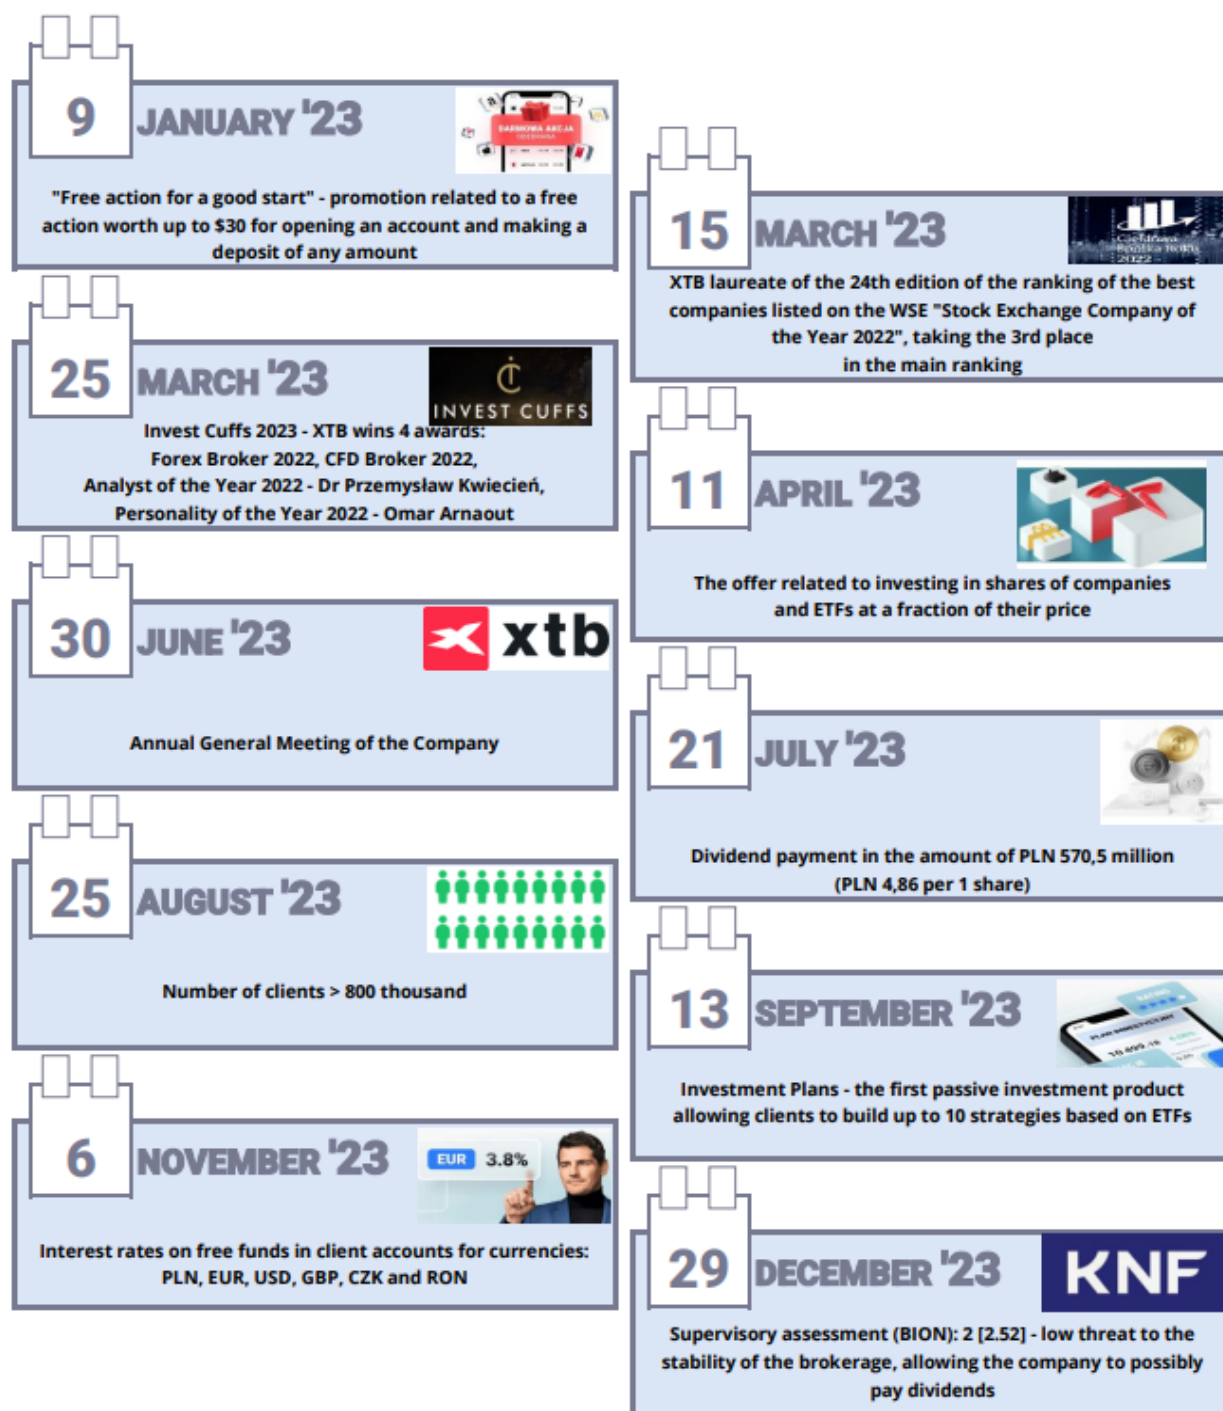 9
JANUARY '23
DARMOWA AKCJA
"Free action for a good start" - promotion related to a free
action worth up to $30 for opening an account and making a
deposit of any amount
15
MARCH '23
Giełdowa
Spółka Roku
2022
XTB laureate of the 24th edition of the ranking of the best
companies listed on the WSE "Stock Exchange Company of
the Year 2022", taking the 3rd place
in the main ranking
25
MARCH '23
INVEST CUFFS
Invest Cuffs 2023 - XTB wins 4 awards:
Forex Broker 2022, CFD Broker 2022,
Analyst of the Year 2022 - Dr Przemysław Kwiecień,
Personality of the Year 2022 - Omar Arnaout
11
APRIL '23
The offer related to investing in shares of companies
and ETFs at a fraction of their price
30
JUNE '23
xtb
Annual General Meeting of the Company
21
JULY '23
Dividend payment in the amount of PLN 570,5 million
(PLN 4,86 per 1 share)
25
AUGUST '23
Number of clients > 800 thousand
13
SEPTEMBER '23
PLAN INWESTYCYJNY
Investment Plans - the first passive investment product
allowing clients to build up to 10 strategies based on ETFs
6
NOVEMBER '23
EUR 3.8%
Interest rates on free funds in client accounts for currencies:
PLN, EUR, USD, GBP, CZK and RON
29
DECEMBER '23
KNF
Supervisory assessment (BION): 2 [2.52] - low threat to the
stability of the brokerage, allowing the company to possibly
pay dividends